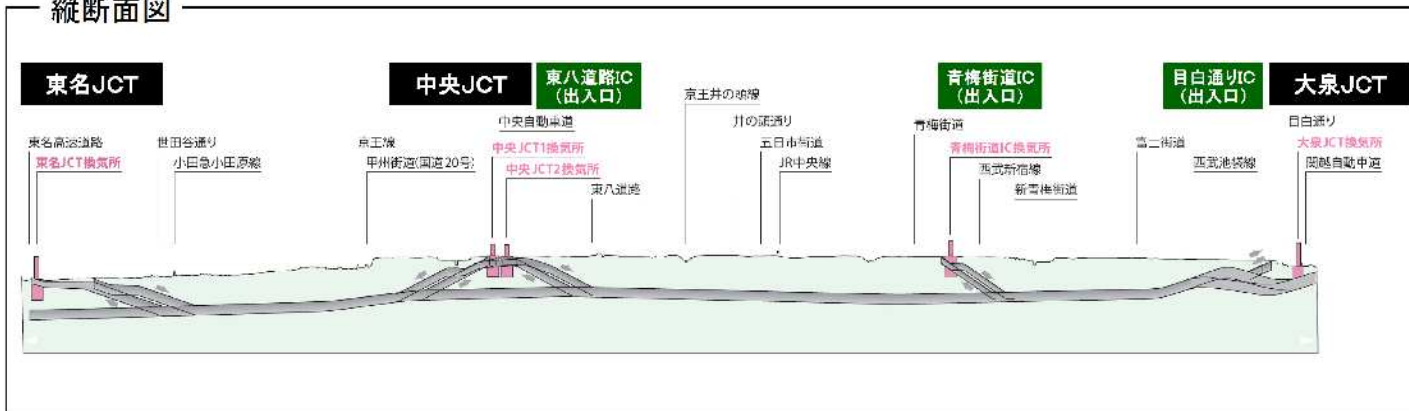 縦断面図
東名JCT
中央JCT
東八道路IC
(出入口)
青梅街道IC
(出入口)
目白通りIC
(出入口)
大泉JCT
東名高速道路
東名JCT換気所
世田谷通り
小田急小田原線
京王線
甲州街道(国道20号)
中央自動車道
中央JCT1換気所
中央JCT2換気所
東八道路
京王井の頭線
井の頭通り
五日市街道
JR中央線
青梅街道
青梅街道IC換気所
西武新宿線
新青梅街道
富士街道
西武池袋線
目白通り
大泉JCT換気所
関越自動車道